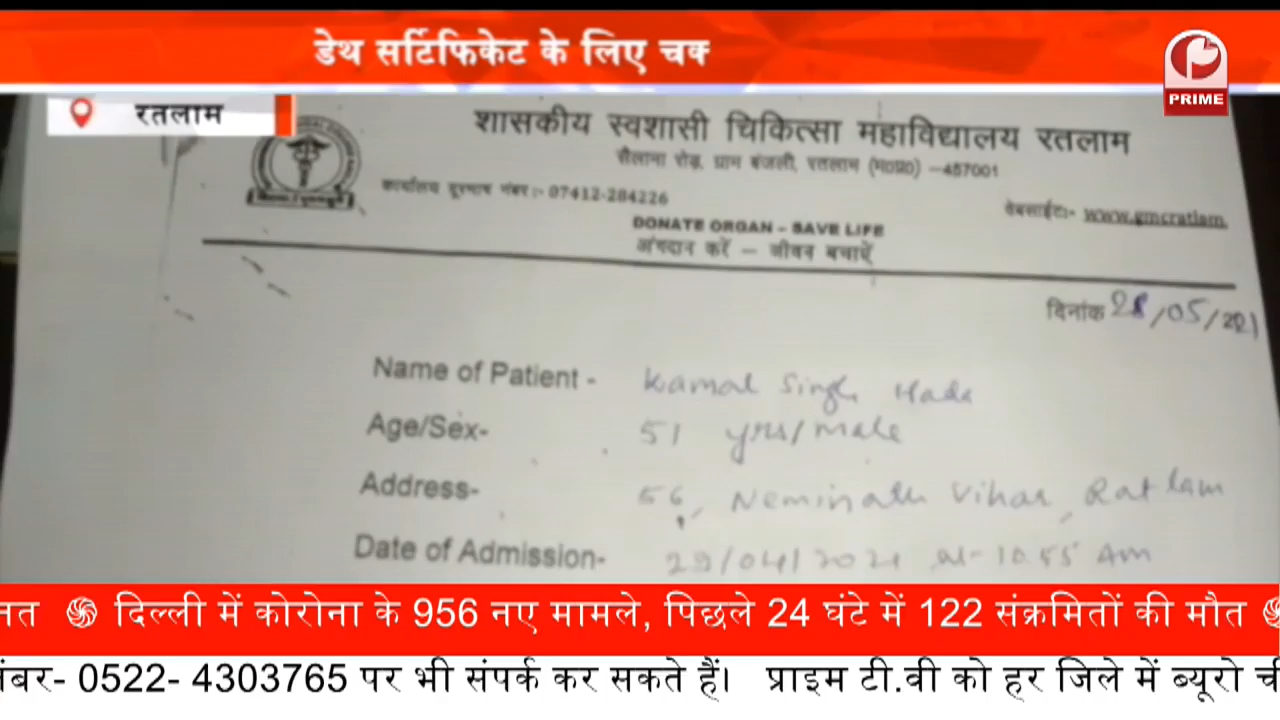 डेथ सर्टिफिकेट के लिए चक
PRIME
रतलाम
शासकीय स्वशासी चिकित्सा महाविद्यालय रतलाम
सैलाना रोड़, ग्राम बंजली, रतलाम (म0प्र0) -457001
कार्यालय दूरभाष नंबर:- 07412-284226
वेबसाईटः- www.gmcratlam.
DONATE ORGAN - SAVE LIFE
अंगदान करें - जीवन बचाऐं
दिनांक 28/05/2021
Name of Patient - Kamal Singh Hada
Age/Sex- 51 yrs/male
Address- 56, Neminath Vihar, Ratlam
Date of Admission- 29/04/2021 at 10.55 Am
नत दिल्ली में कोरोना के 956 नए मामले, पिछले 24 घंटे में 122 संक्रमितों की मौत
नंबर- 0522- 4303765 पर भी संपर्क कर सकते हैं। प्राइम टी.वी को हर जिले में ब्यूरो ची